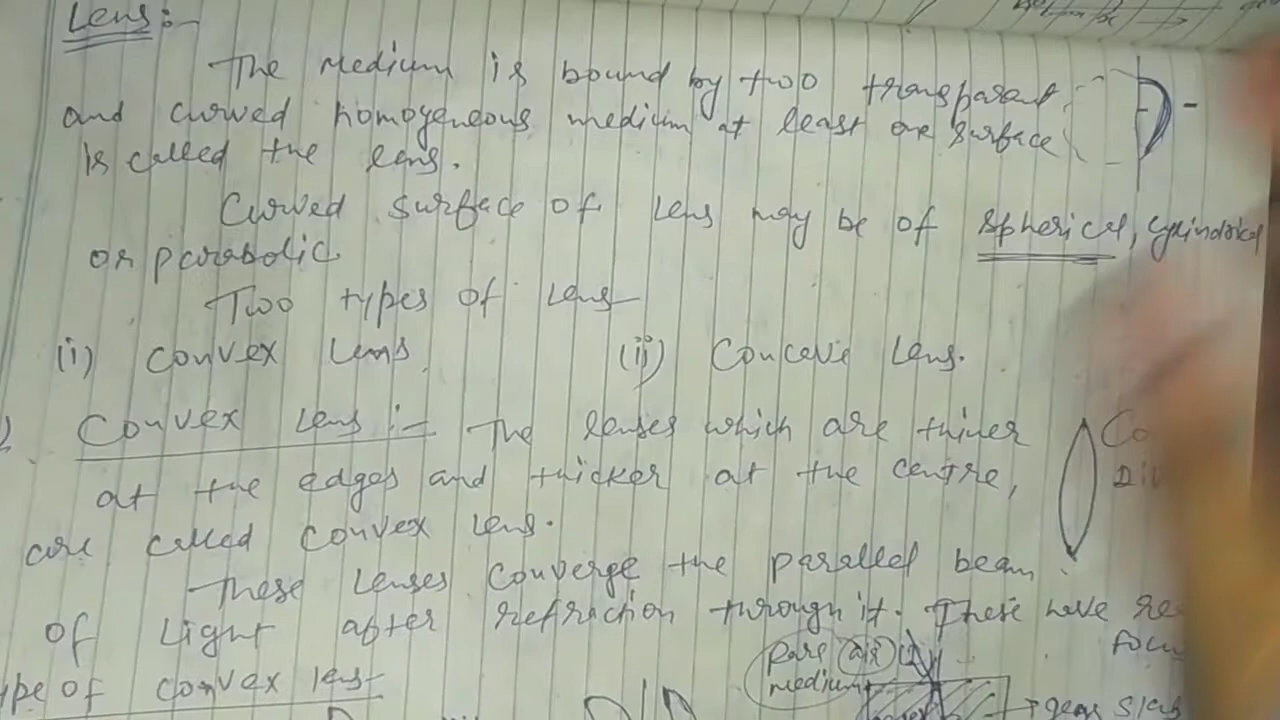 Lens:-
The medium is bound by two transparent
and curved homogeneous medium at least one surface
is called the lens.
Curved surface of lens may be of spherical, cylindrical
or parabolic
Two types of lens
(i) Convex Lens (ii) Concave Lens.
Convex Lens:- The lenses which are thiner
at the edges and thicker at the centre,
are called convex lens.
These lenses converge the parallel beam
of light after refraction through it. These have
rare air
medium
ype of convex lens